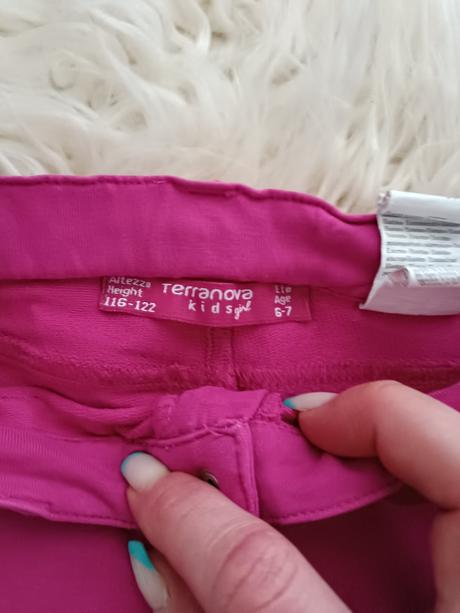 Altezza
Height
116-122
Terranova
kids girl
Età
Age
6-7